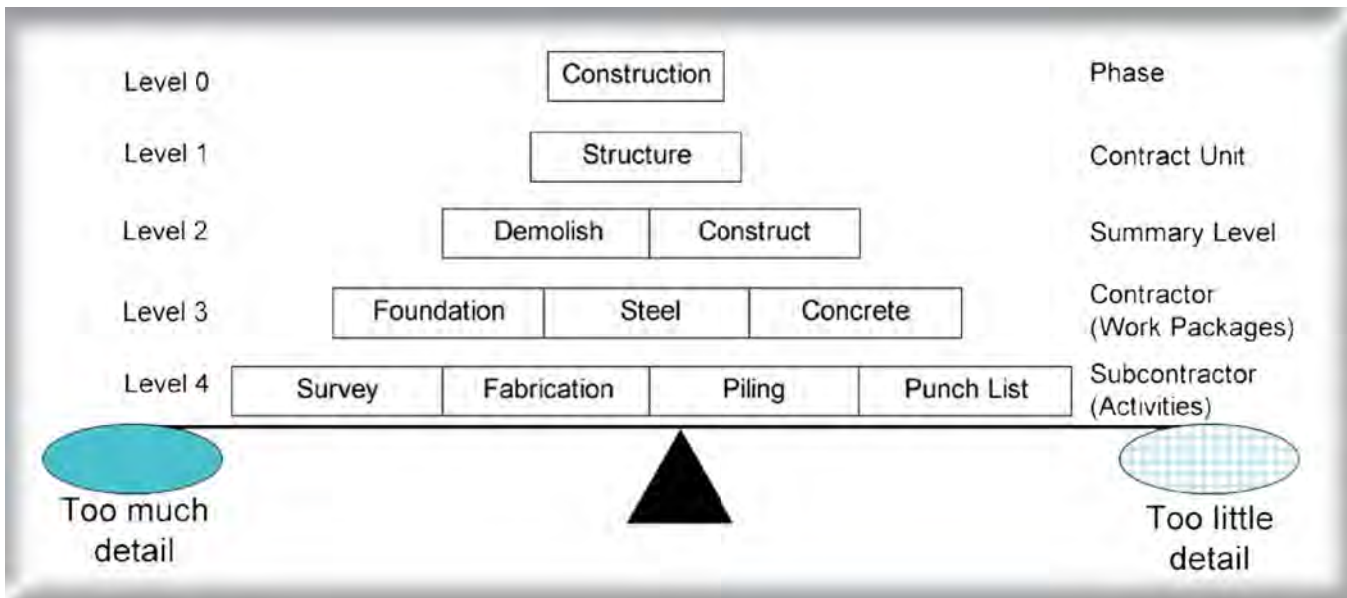 Level 0 Construction Phase
Level 1 Structure Contract Unit
Level 2 Demolish Construct Summary Level
Level 3 Foundation Steel Concrete Contractor
(Work Packages)
Level 4 Survey Fabrication Piling Punch List Subcontractor
(Activities)
Too much
detail
Too little
detail